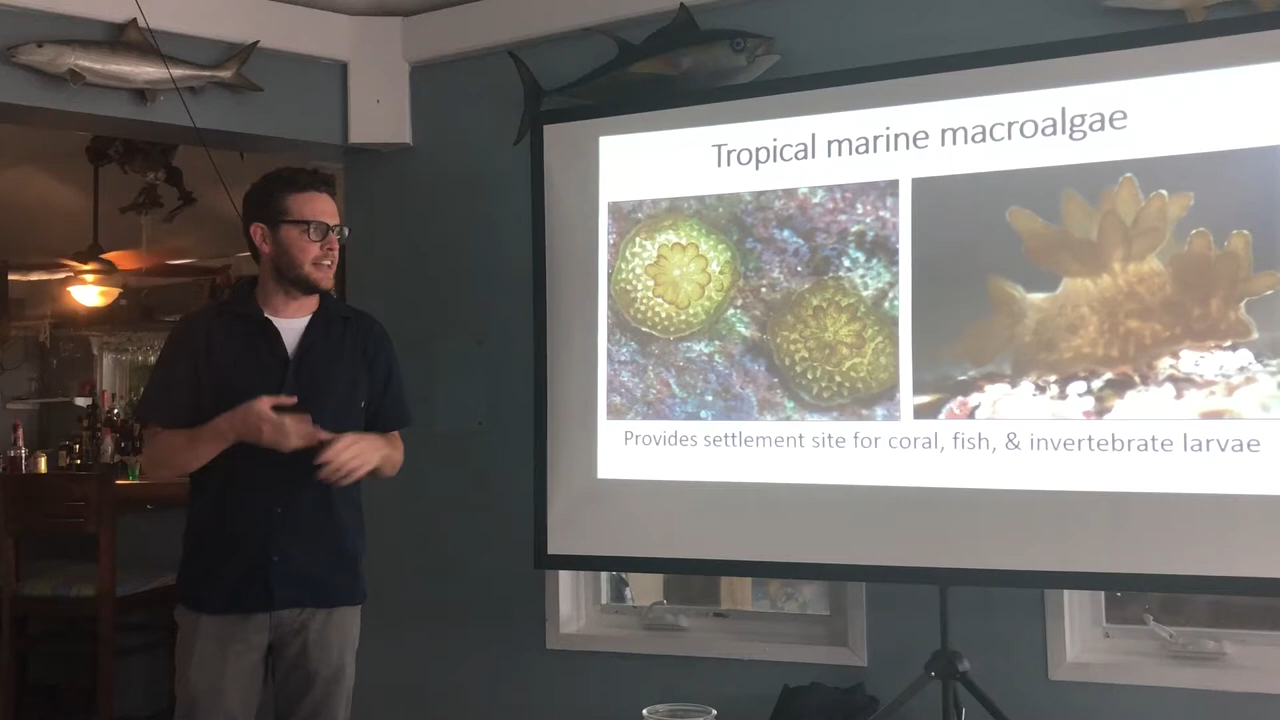 Tropical marine macroalgae
Provides settlement site for coral, fish, & invertebrate larvae